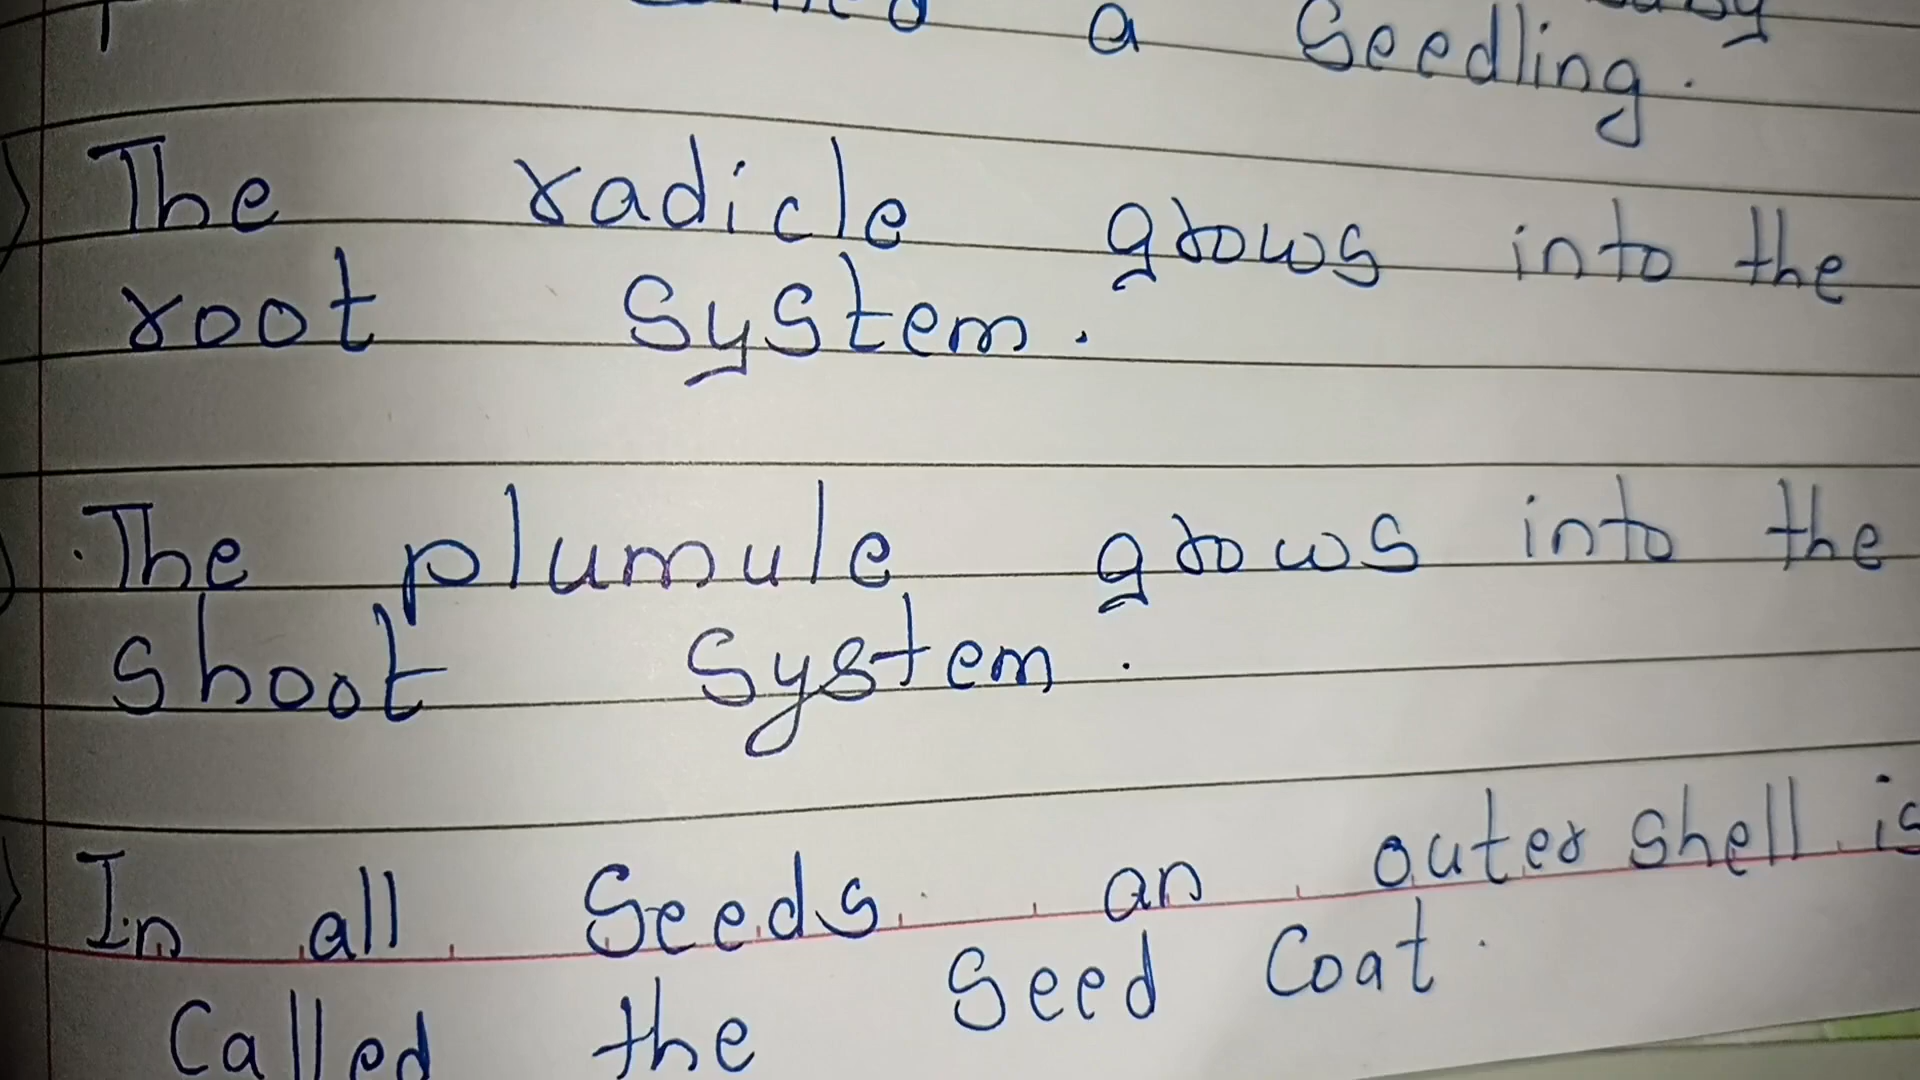 a Seedling.
The radicle grows into the
root System.
The plumule grows into the
shoot System.
In all Seeds an outer shell is
Called the Seed Coat.